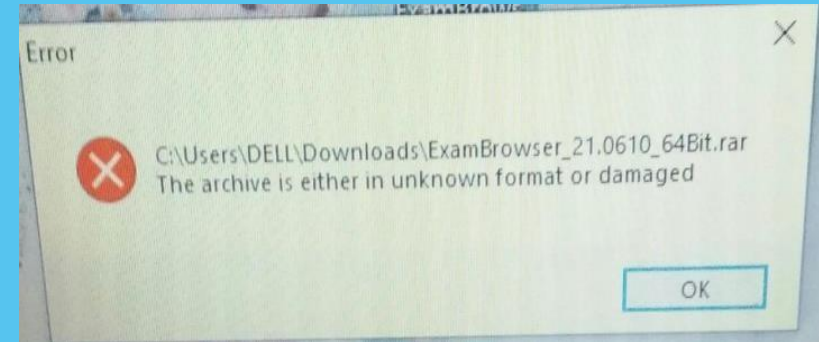 Error
C:\Users\DELL\Downloads\ExamBrowser_21.0610_64Bit.rar
The archive is either in unknown format or damaged
OK